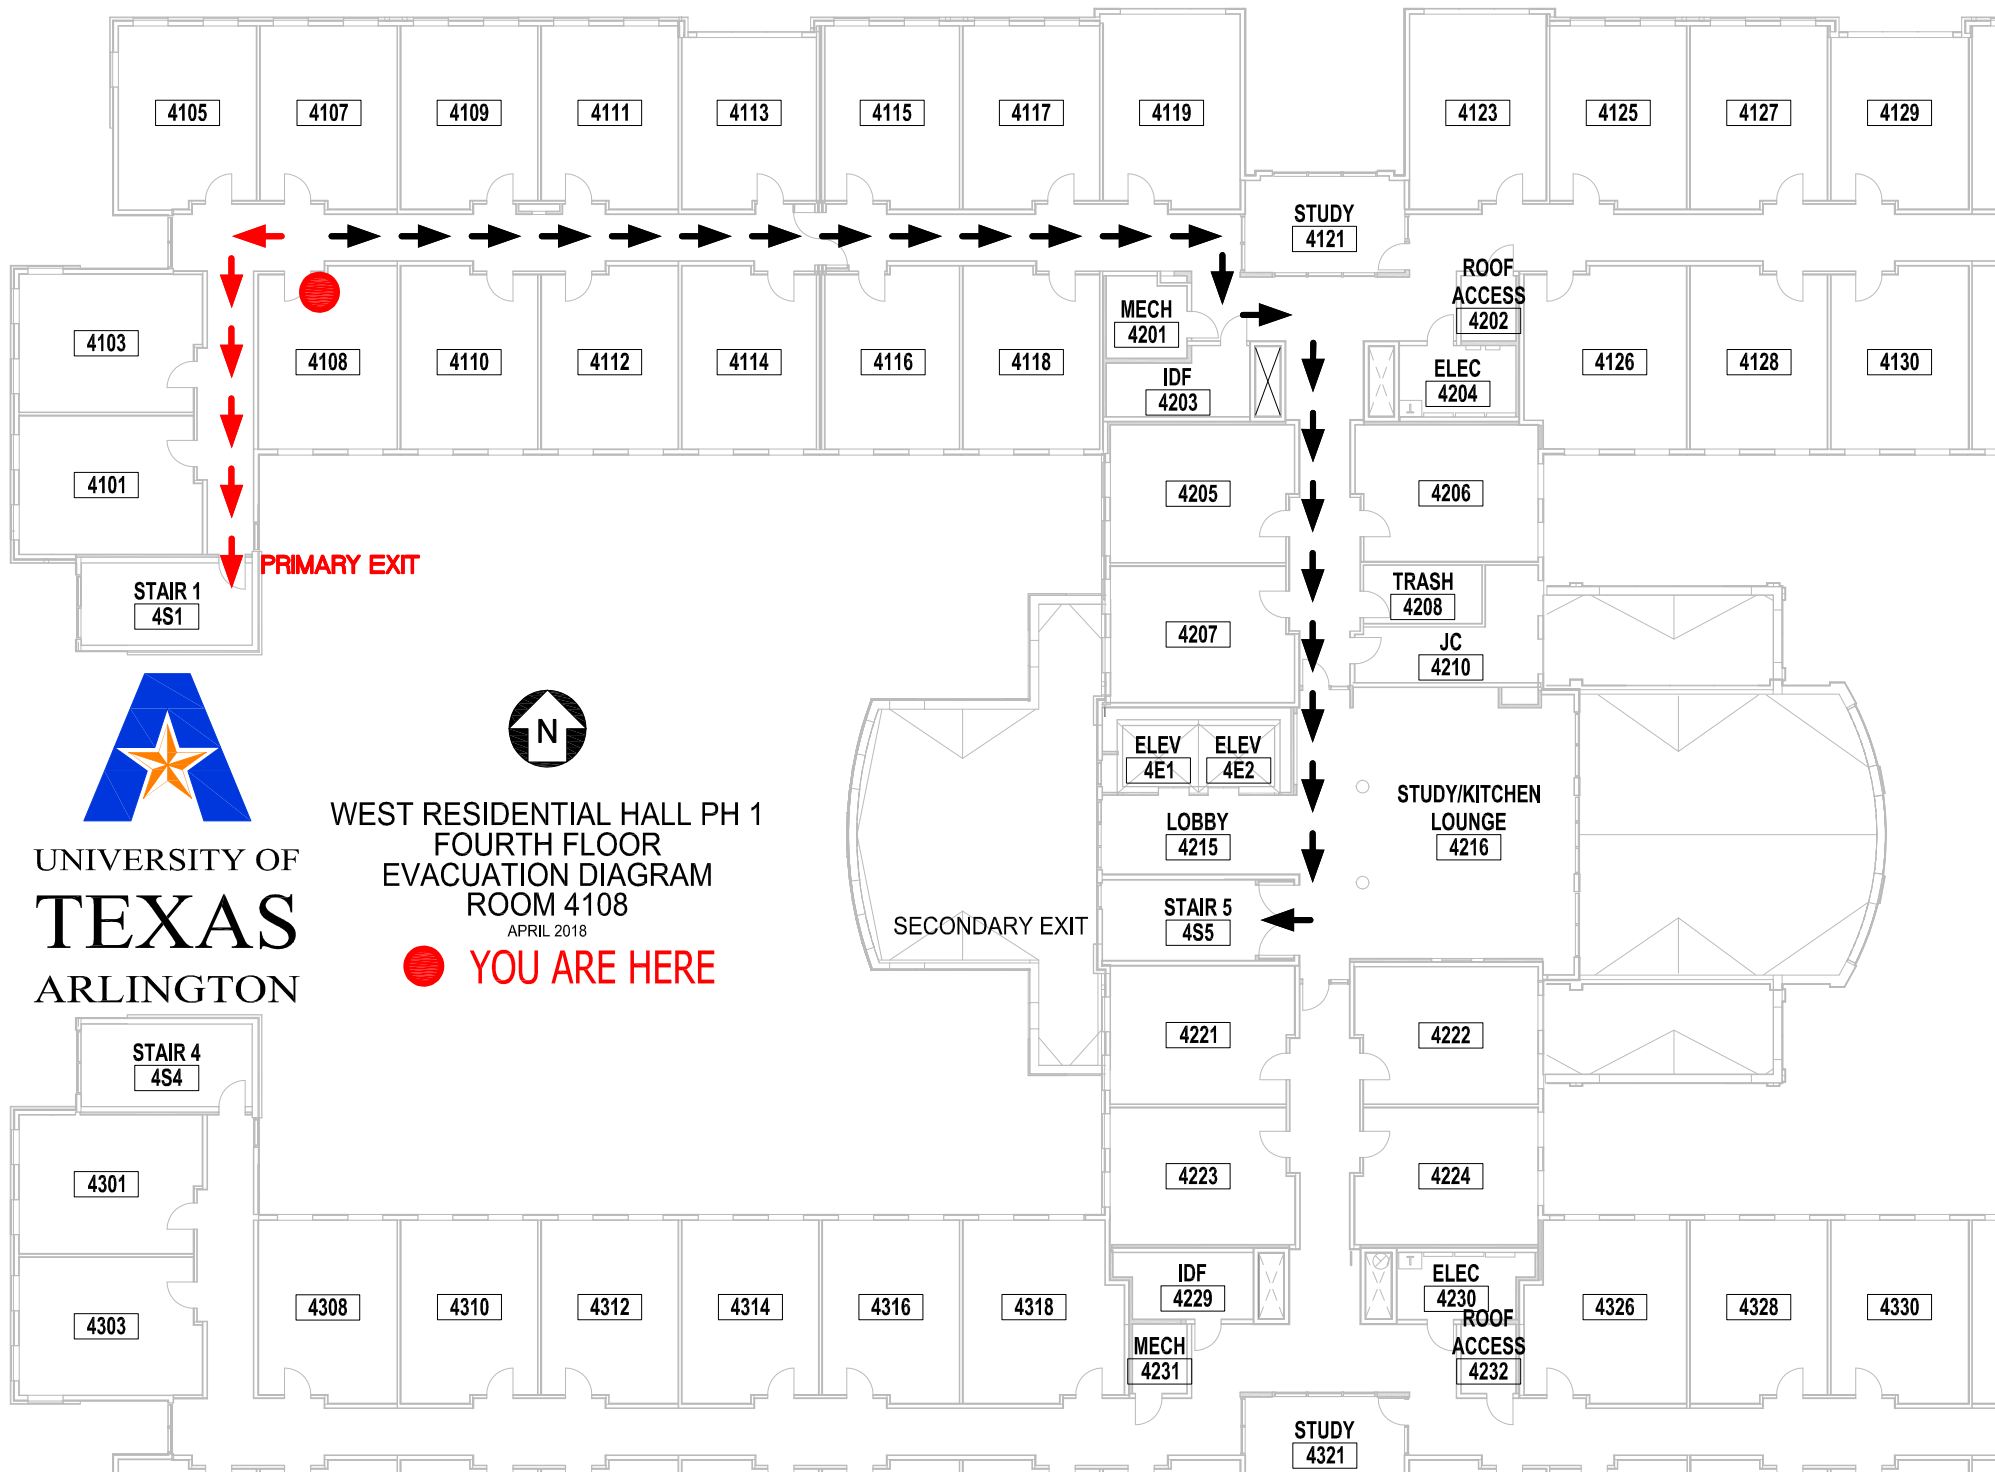 4105
4107
4109
4111
4113
4115
4117
4119
4123
4125
4127
4129
STUDY
4121
ROOF
ACCESS
4202
MECH
4201
4103
4108
4110
4112
4114
4116
4118
IDF
4203
ELEC
4204
4126
4128
4130
4101
4205
4206
PRIMARY EXIT
STAIR 1
4S1
TRASH
4208
4207
JC
4210
N
ELEV
4E1
ELEV
4E2
STUDY/KITCHEN
LOUNGE
4216
LOBBY
4215
WEST RESIDENTIAL HALL PH 1
FOURTH FLOOR
EVACUATION DIAGRAM
ROOM 4108
APRIL 2018
YOU ARE HERE
UNIVERSITY OF
TEXAS
ARLINGTON
SECONDARY EXIT
STAIR 5
4S5
STAIR 4
4S4
4221
4222
4301
4223
4224
4303
4308
4310
4312
4314
4316
4318
IDF
4229
T
ELEC
4230
ROOF
ACCESS
4232
MECH
4231
4326
4328
4330
STUDY
4321